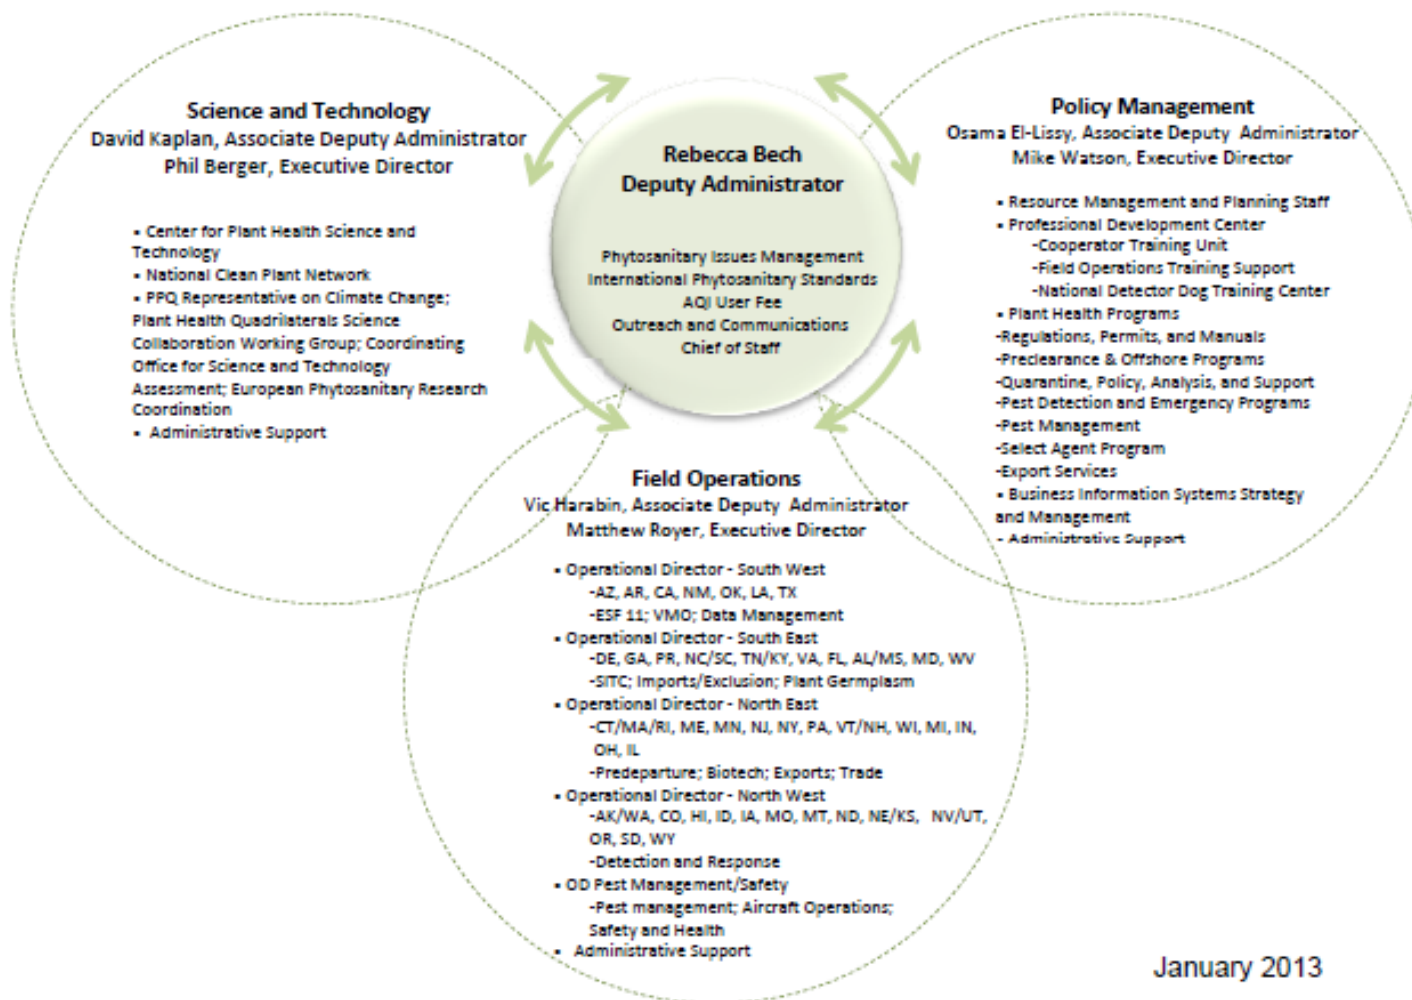 Science and Technology
David Kaplan, Associate Deputy Administrator
Phil Berger, Executive Director
▪ Center for Plant Health Science and
Technology
▪ National Clean Plant Network
▪ PPQ Representative on Climate Change;
Plant Health Quadrilaterals Science
Collaboration Working Group; Coordinating
Office for Science and Technology
Assessment; European Phytosanitary Research
Coordination
▪ Administrative Support
Rebecca Bech
Deputy Administrator
Phytosanitary Issues Management
International Phytosanitary Standards
AQI User Fee
Outreach and Communications
Chief of Staff
Policy Management
Osama El-Lissy, Associate Deputy Administrator
Mike Watson, Executive Director
▪ Resource Management and Planning Staff
▪ Professional Development Center
-Cooperator Training Unit
-Field Operations Training Support
-National Detector Dog Training Center
▪ Plant Health Programs
-Regulations, Permits, and Manuals
-Preclearance & Offshore Programs
-Quarantine, Policy, Analysis, and Support
-Pest Detection and Emergency Programs
-Pest Management
-Select Agent Program
-Export Services
▪ Business Information Systems Strategy
and Management
- Administrative Support
Field Operations
Vic Harabin, Associate Deputy Administrator
Matthew Royer, Executive Director
▪ Operational Director - South West
-AZ, AR, CA, NM, OK, LA, TX
-ESF 11; VMO; Data Management
▪ Operational Director - South East
-DE, GA, PR, NC/SC, TN/KY, VA, FL, AL/MS, MD, WV
-SITC; Imports/Exclusion; Plant Germplasm
▪ Operational Director - North East
-CT/MA/RI, ME, MN, NJ, NY, PA, VT/NH, WI, MI, IN,
OH, IL
-Predeparture; Biotech; Exports; Trade
▪ Operational Director - North West
-AK/WA, CO, HI, ID, IA, MO, MT, ND, NE/KS, NV/UT,
OR, SD, WY
-Detection and Response
▪ OD Pest Management/Safety
-Pest management; Aircraft Operations;
Safety and Health
▪ Administrative Support
January 2013